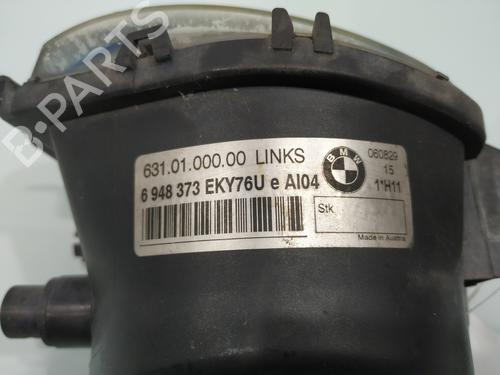 B-PARTS
631.01.000.00 LINKS
6 948 373 EKY76U e AI04
BMW
060829
15
1*H11
Stk
Made in Austria